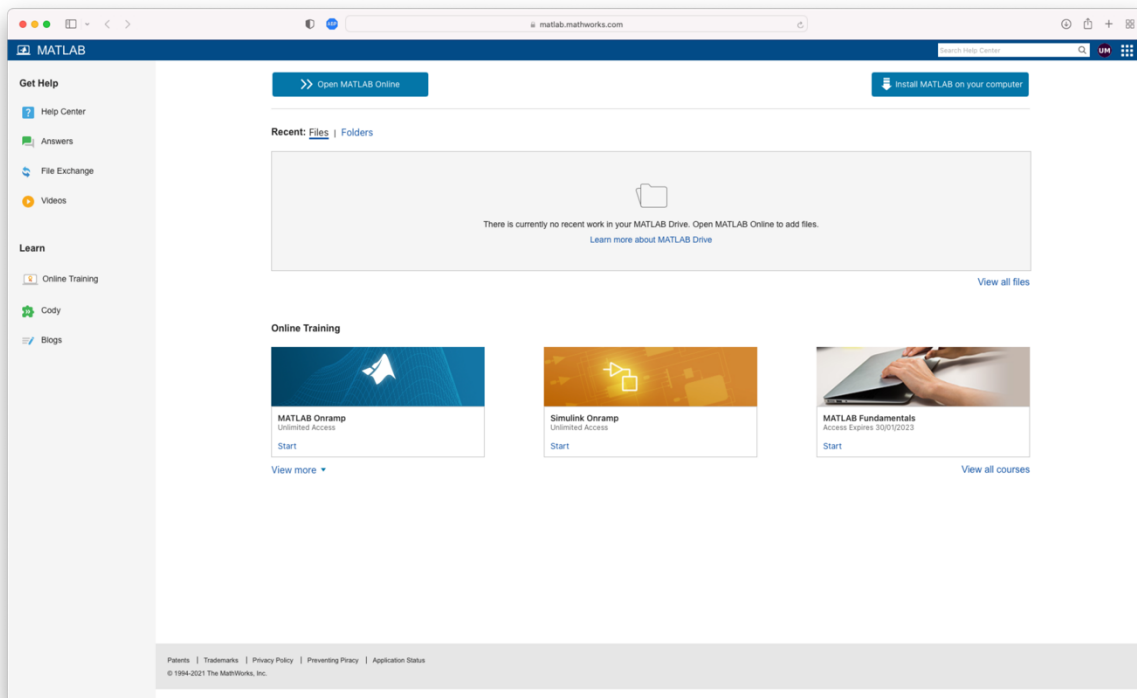 matlab.mathworks.com
MATLAB
Search Help Center
UM
Get Help
Help Center
Answers
File Exchange
Videos
Learn
Online Training
Cody
Blogs
Open MATLAB Online
Install MATLAB on your computer
Recent: Files | Folders
There is currently no recent work in your MATLAB Drive. Open MATLAB Online to add files.
Learn more about MATLAB Drive
View all files
Online Training
MATLAB Onramp
Unlimited Access
Start
Simulink Onramp
Unlimited Access
Start
MATLAB Fundamentals
Access Expires 30/01/2023
Start
View more
View all courses
Patents | Trademarks | Privacy Policy | Preventing Piracy | Application Status
© 1994-2021 The MathWorks, Inc.